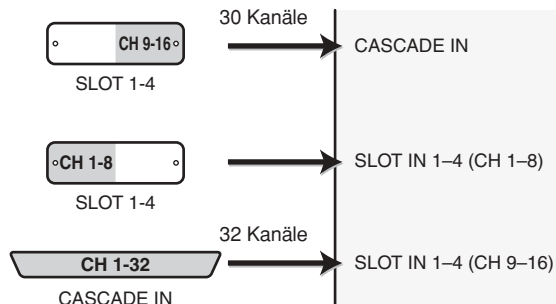 30 Kanäle
CH 9-16
CASCADE IN
SLOT 1-4
CH 1-8
SLOT IN 1–4 (CH 1–8)
SLOT 1-4
32 Kanäle
CH 1-32
SLOT IN 1–4 (CH 9–16)
CASCADE IN